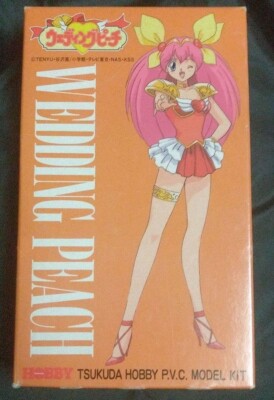 ウェディングピーチ
WEDDING PEACH
HOBBY TSUKUDA HOBBY P.V.C. MODEL KIT